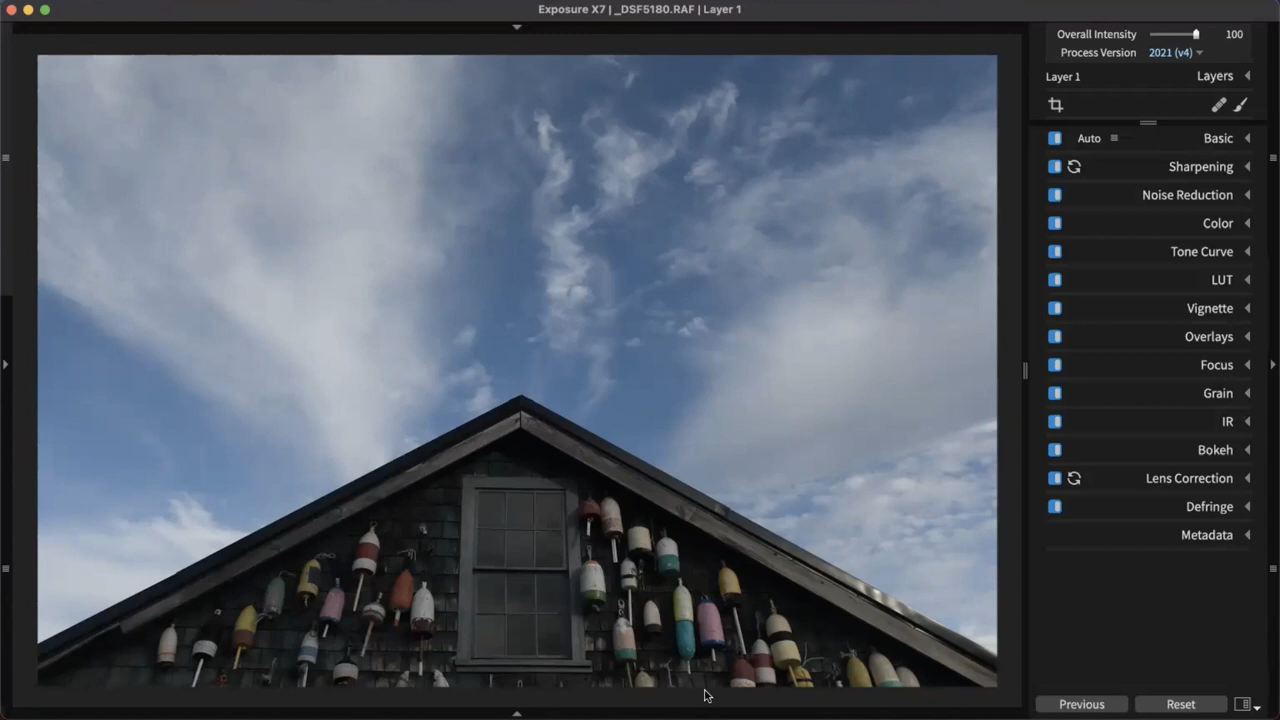 Exposure X7 | _DSF5180.RAF | Layer 1
Overall Intensity 100
Process Version 2021 (v4)
Layer 1 Layers
Auto Basic
Sharpening
Noise Reduction
Color
Tone Curve
LUT
Vignette
Overlays
Focus
Grain
IR
Bokeh
Lens Correction
Defringe
Metadata
Previous Reset